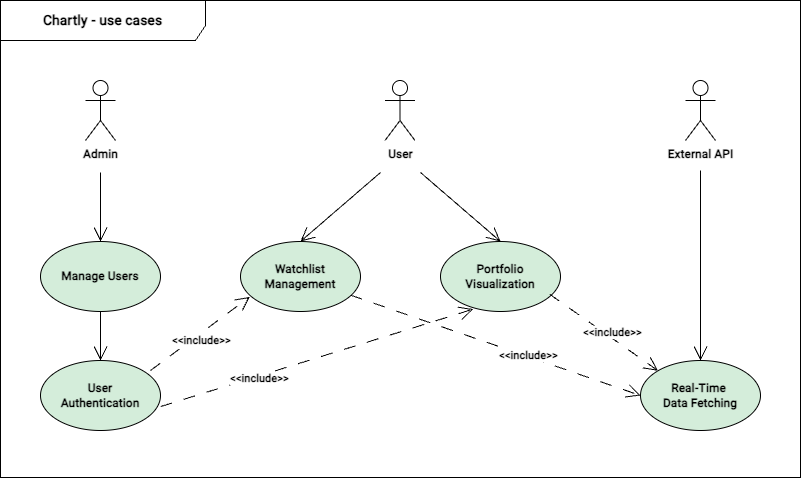 Chartly - use cases
Admin
User
External API
Manage Users
Watchlist
Management
Portfolio
Visualization
<<include>>
<<include>>
<<include>>
<<include>>
User
Authentication
Real-Time
Data Fetching